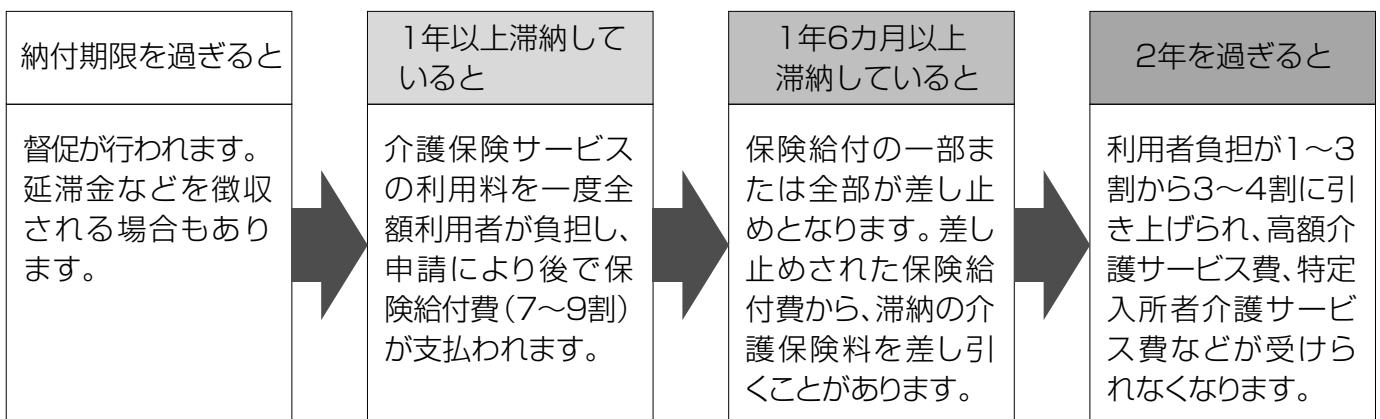 納付期限を過ぎると
督促が行われます。
延滞金などを徴収
される場合もあり
ます。
1年以上滞納して
いると
介護保険サービス
の利用料を一度全
額利用者が負担し、
申請により後で保
険給付費（7～9割）
が支払われます。
1年6カ月以上
滞納していると
保険給付の一部ま
たは全部が差し止
めとなります。差し
止めされた保険給
付費から、滞納の介
護保険料を差し引
くことがあります。
2年を過ぎると
利用者負担が1～3
割から3～4割に引
き上げられ、高額介
護サービス費、特定
入所者介護サービ
ス費などが受けら
れなくなります。